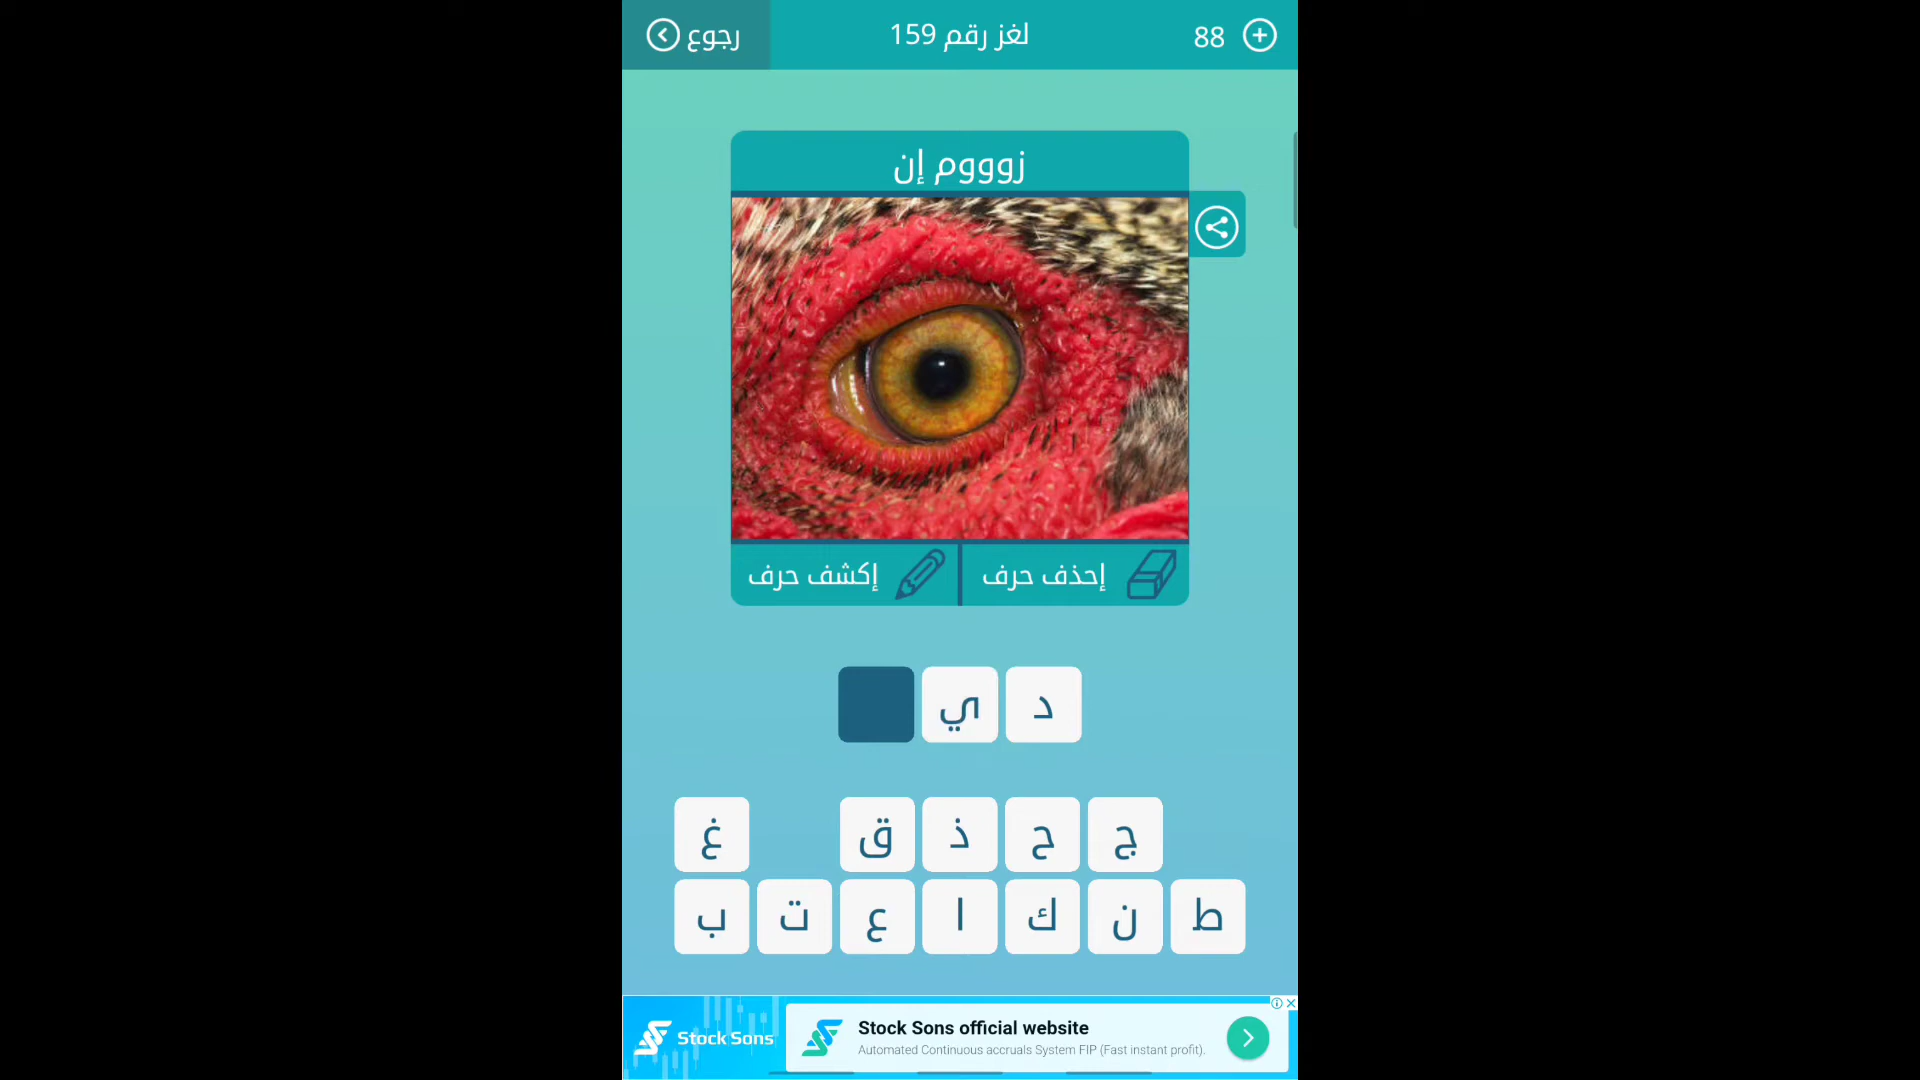 رجوع
لغز رقم 159
88
زوووم إن
إحذف حرف
إكشف حرف
د ي
ج ح ذ ق غ
ط ن ك ا ع ت ب
Stock Sons
Stock Sons official website
Automated Continuous accruals System FIP (Fast instant profit).